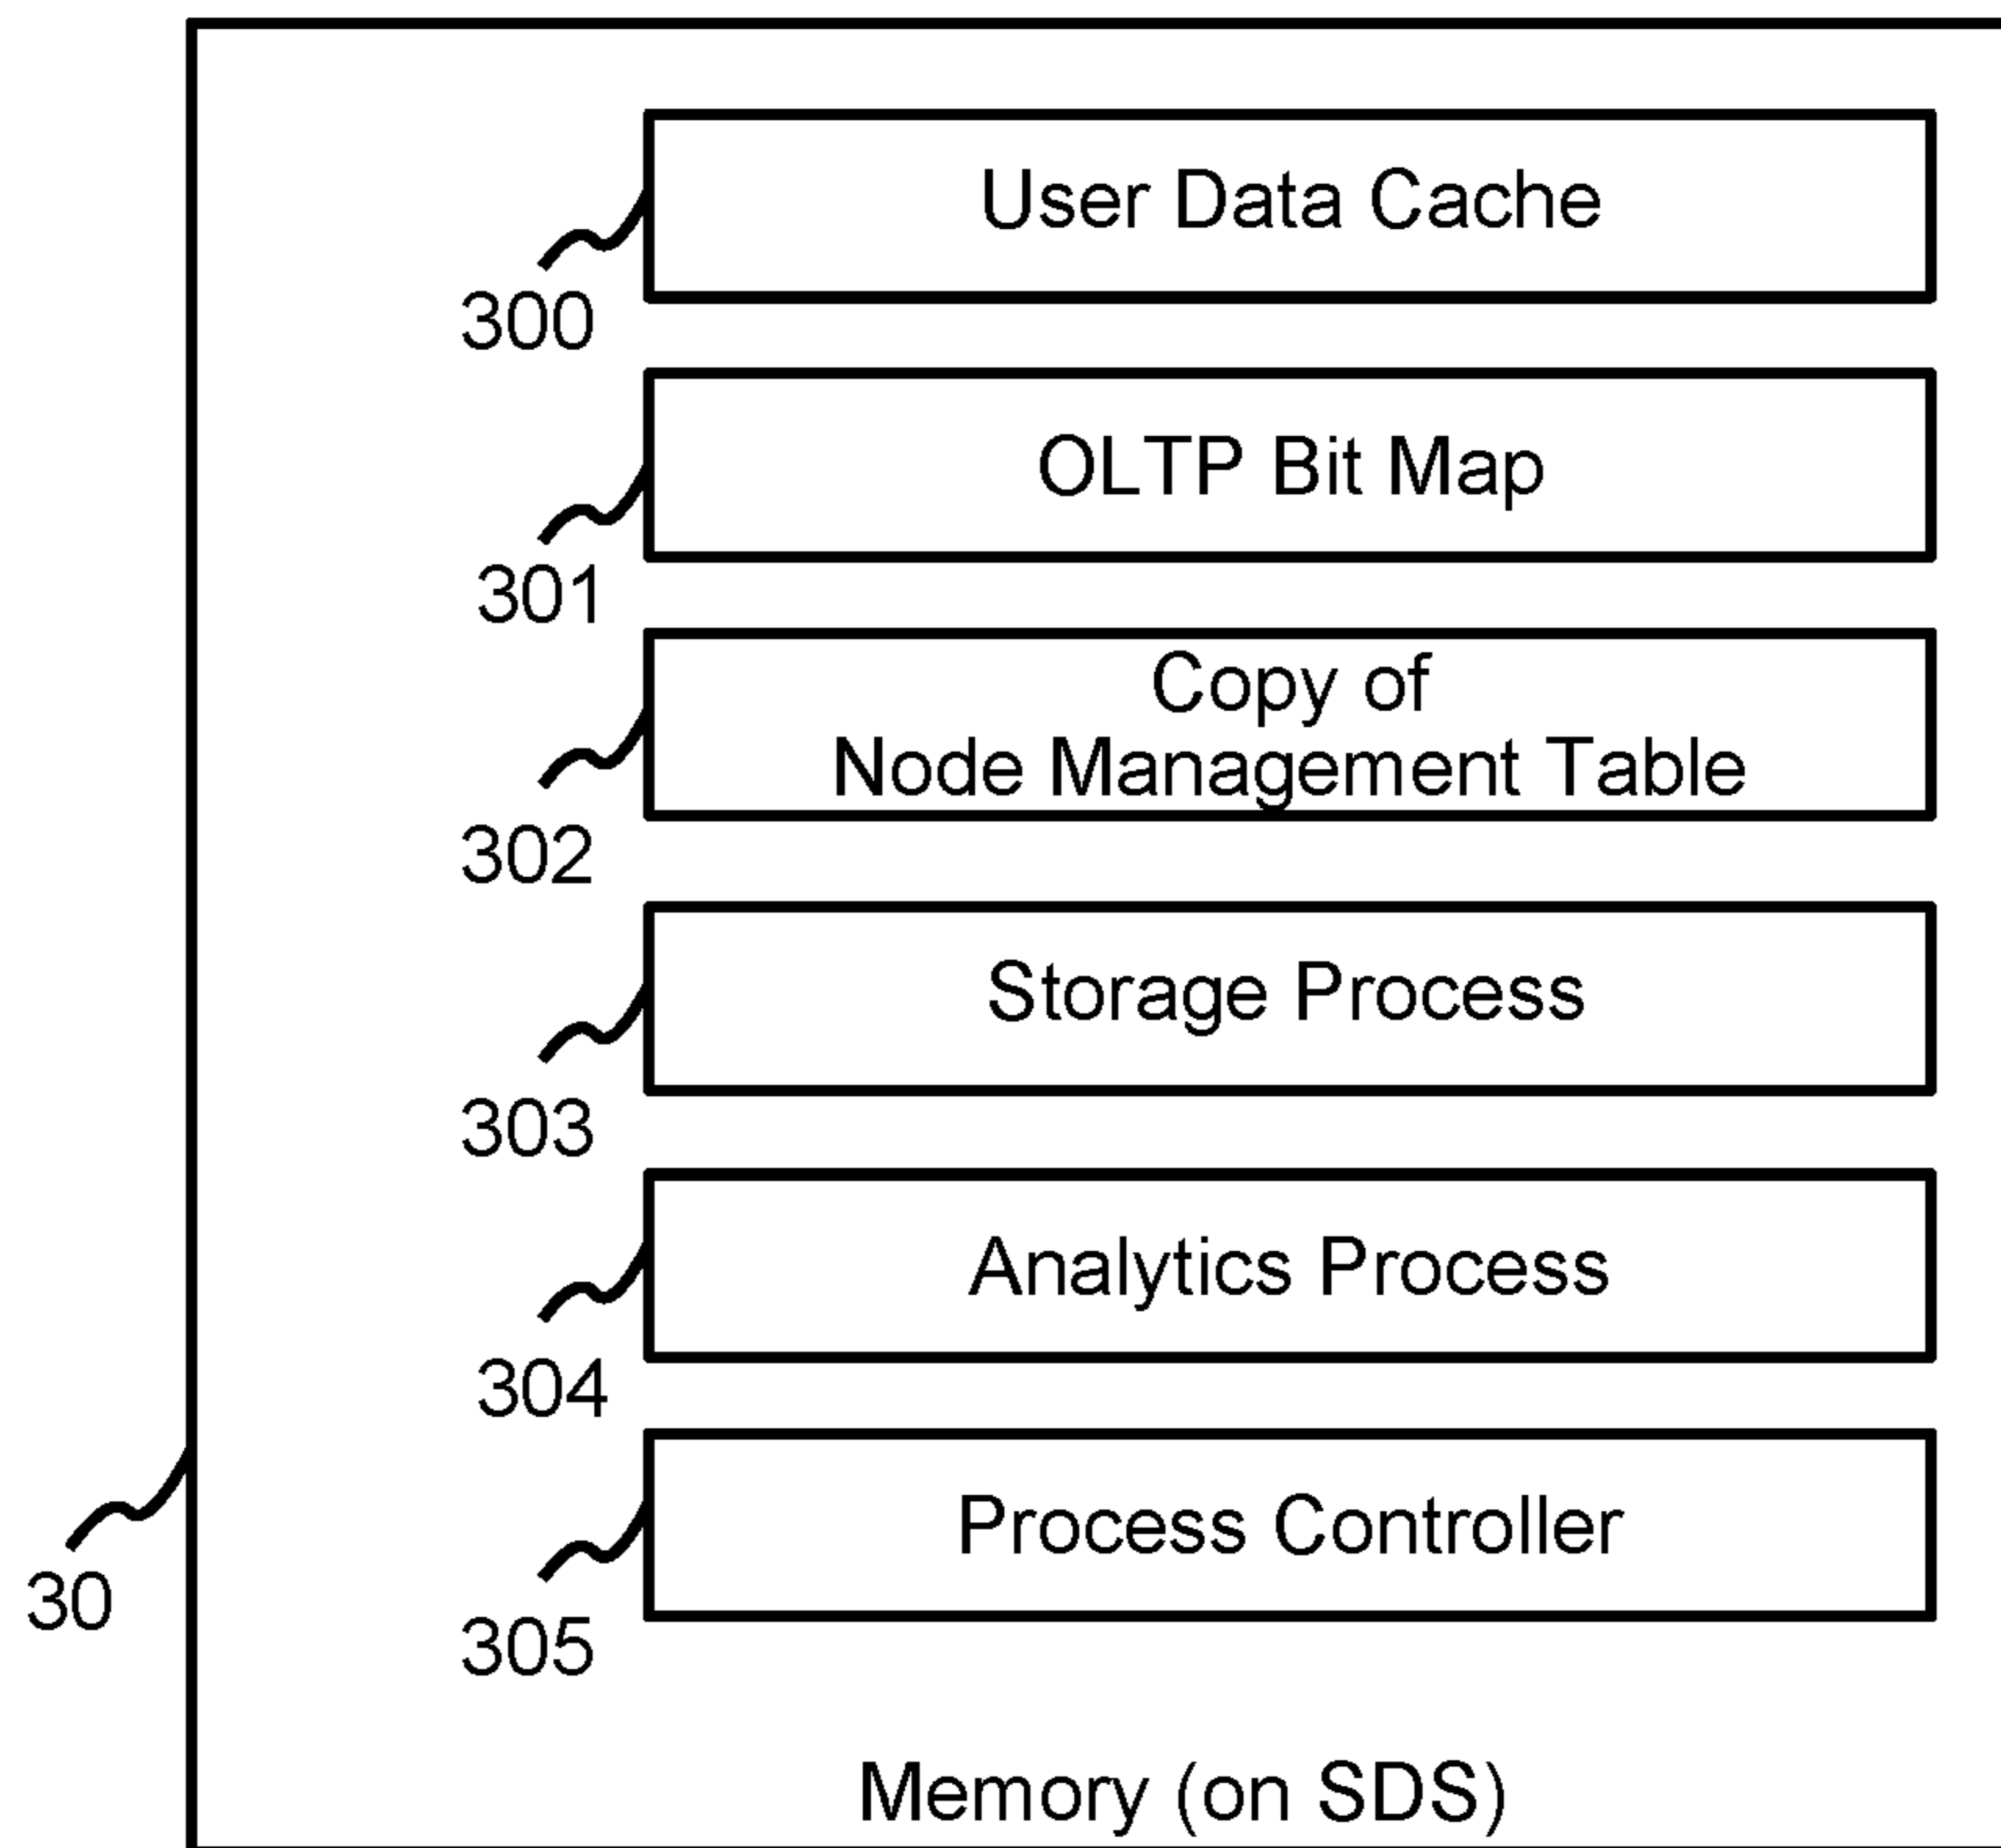 User Data Cache
300
OLTP Bit Map
301
Copy of
Node Management Table
302
Storage Process
303
Analytics Process
304
Process Controller
30
305
Memory (on SDS)